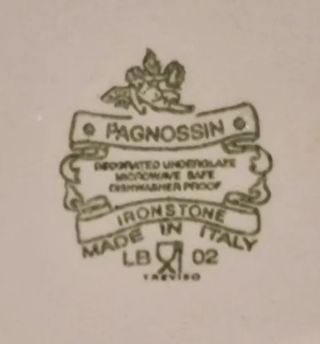 PAGNOSSIN
DECORATED UNDERGLAZE
MICROWAVE SAFE
DISHWASHER PROOF
IRONSTONE
MADE IN ITALY
LB 02
TREVISO